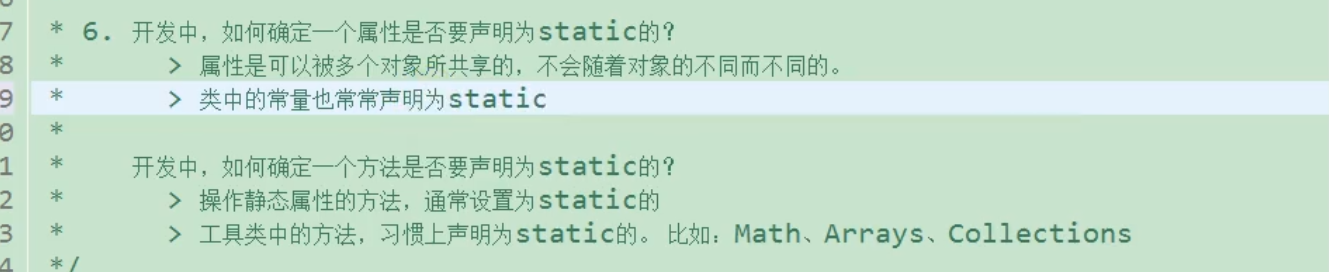 7 * 6. 开发中，如何确定一个属性是否要声明为static的？
8 * > 属性是可以被多个对象所共享的，不会随着对象的不同而不同的。
9 * > 类中的常量也常常声明为static
0 *
1 * 开发中，如何确定一个方法是否要声明为static的？
2 * > 操作静态属性的方法，通常设置为static的
3 * > 工具类中的方法，习惯上声明为static的。 比如：Math、Arrays、Collections
4 */